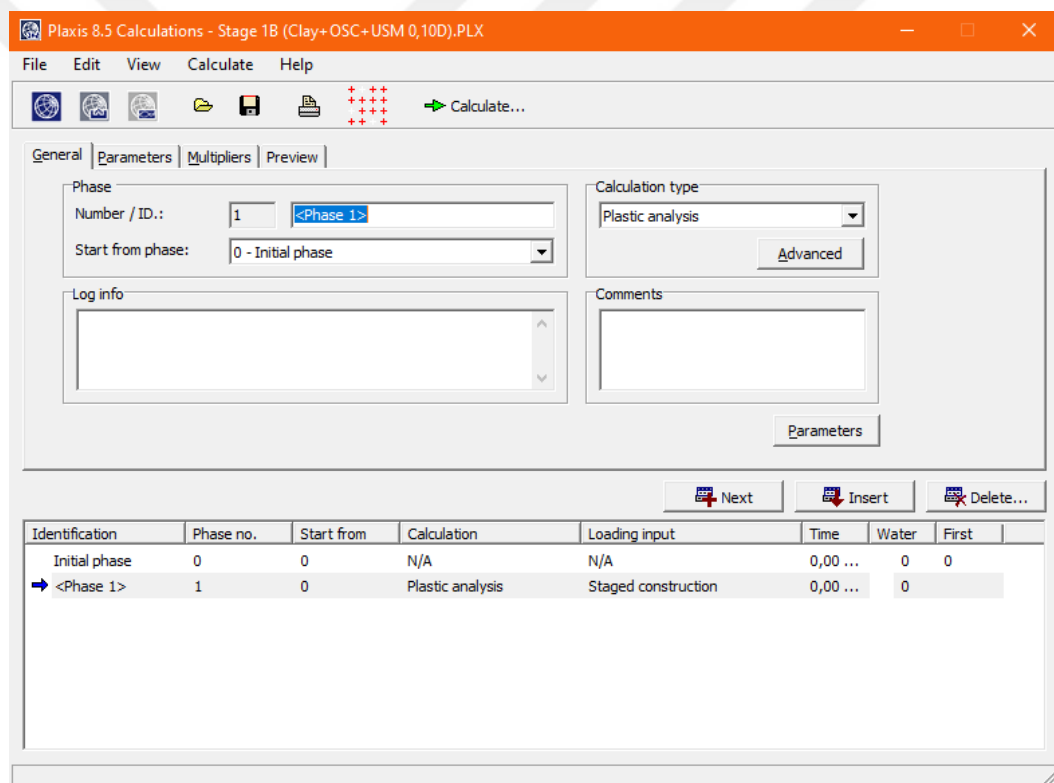 Plaxis 8.5 Calculations - Stage 1B (Clay+OSC+USM 0,10D).PLX
File Edit View Calculate Help
Calculate...
General Parameters Multipliers Preview
Phase
Number / ID.: 1 <Phase 1>
Start from phase: 0 - Initial phase
Calculation type
Plastic analysis
Advanced
Log info
Comments
Parameters
Next Insert Delete...
Identification Phase no. Start from Calculation Loading input Time Water First
Initial phase 0 0 N/A N/A 0,00 ... 0 0
<Phase 1> 1 0 Plastic analysis Staged construction 0,00 ... 0